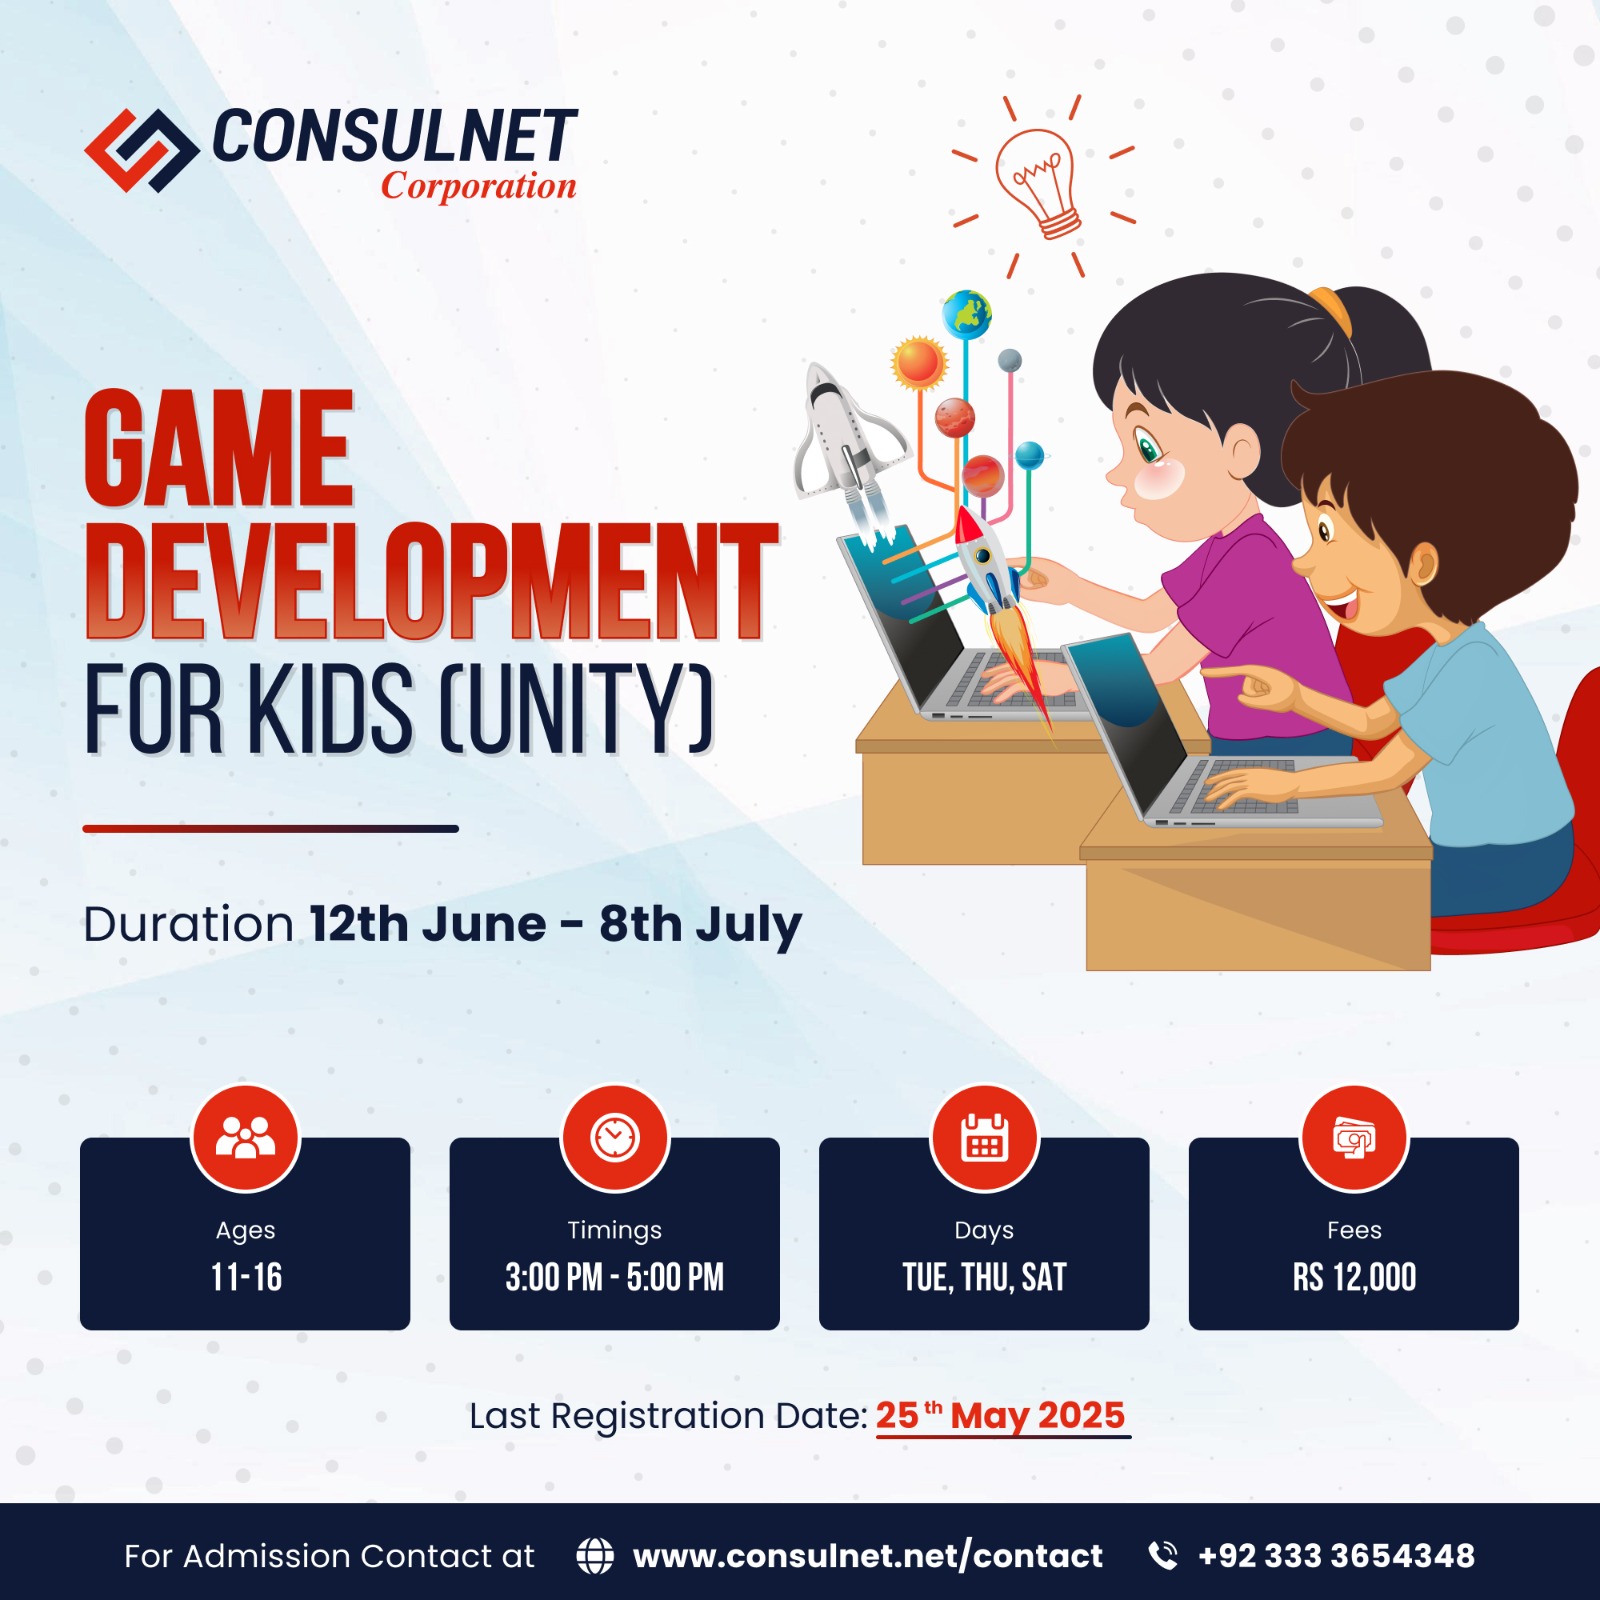 CONSULNET
Corporation
GAME
DEVELOPMENT
FOR KIDS (UNITY)
Duration 12th June - 8th July
Ages
11-16
Timings
3:00 PM - 5:00 PM
Days
TUE, THU, SAT
Fees
RS 12,000
Last Registration Date: 25th May 2025
For Admission Contact at www.consulnet.net/contact +92 333 3654348